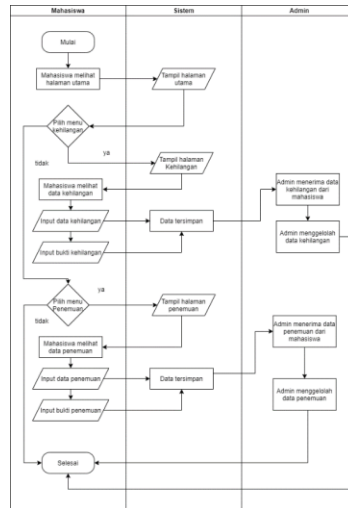 Mahasiswa
Sistem
Admin
Mulai
Mahasiswa melihat
halaman utama
Tampil halaman
utama
Pilih menu
kehilangan
tidak
ya
Tampil halaman
Kehilangan
Mahasiswa melihat
data kehilangan
Input data kehilangan
Data tersimpan
Input bukti kehilangan
Admin menerima data
kehilangan dari
mahasiswa
Admin menggelolah
data kehilangan
Pilih menu
Penemuan
ya
tidak
Tampil halaman
penemuan
Mahasiswa melihat
data penemuan
Input data penemuan
Data tersimpan
Input bukti penemuan
Admin menerima data
penemuan dari
mahasiswa
Admin menggelolah
data penemuan
Selesai